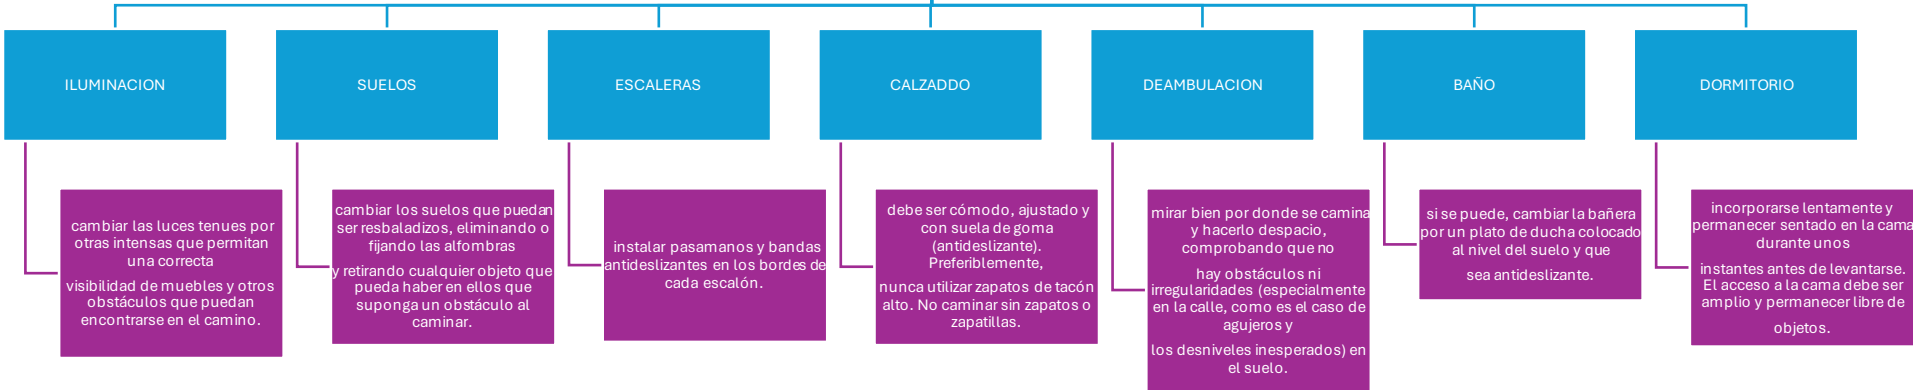 ILUMINACION
SUELOS
ESCALERAS
CALZADDO
DEAMBULACION
BAÑO
DORMITORIO
cambiar las luces tenues por
otras intensas que permitan
una correcta
visibilidad de muebles y otros
obstáculos que puedan
encontrarse en el camino.
cambiar los suelos que puedan
ser resbaladizos, eliminando o
fijando las alfombras
y retirando cualquier objeto que
pueda haber en ellos que
suponga un obstáculo al
caminar.
instalar pasamanos y bandas
antideslizantes en los bordes de
cada escalón.
debe ser cómodo, ajustado y
con suela de goma
(antideslizante).
Preferiblemente,
nunca utilizar zapatos de tacón
alto. No caminar sin zapatos o
zapatillas.
mirar bien por donde se camina
y hacerlo despacio,
comprobando que no
hay obstáculos ni
irregularidades (especialmente
en la calle, como es el caso de
agujeros y
los desniveles inesperados) en
el suelo.
si se puede, cambiar la bañera
por un plato de ducha colocado
al nivel del suelo y que
sea antideslizante.
incorporarse lentamente y
permanecer sentado en la cama
durante unos
instantes antes de levantarse.
El acceso a la cama debe ser
amplio y permanecer libre de
objetos.